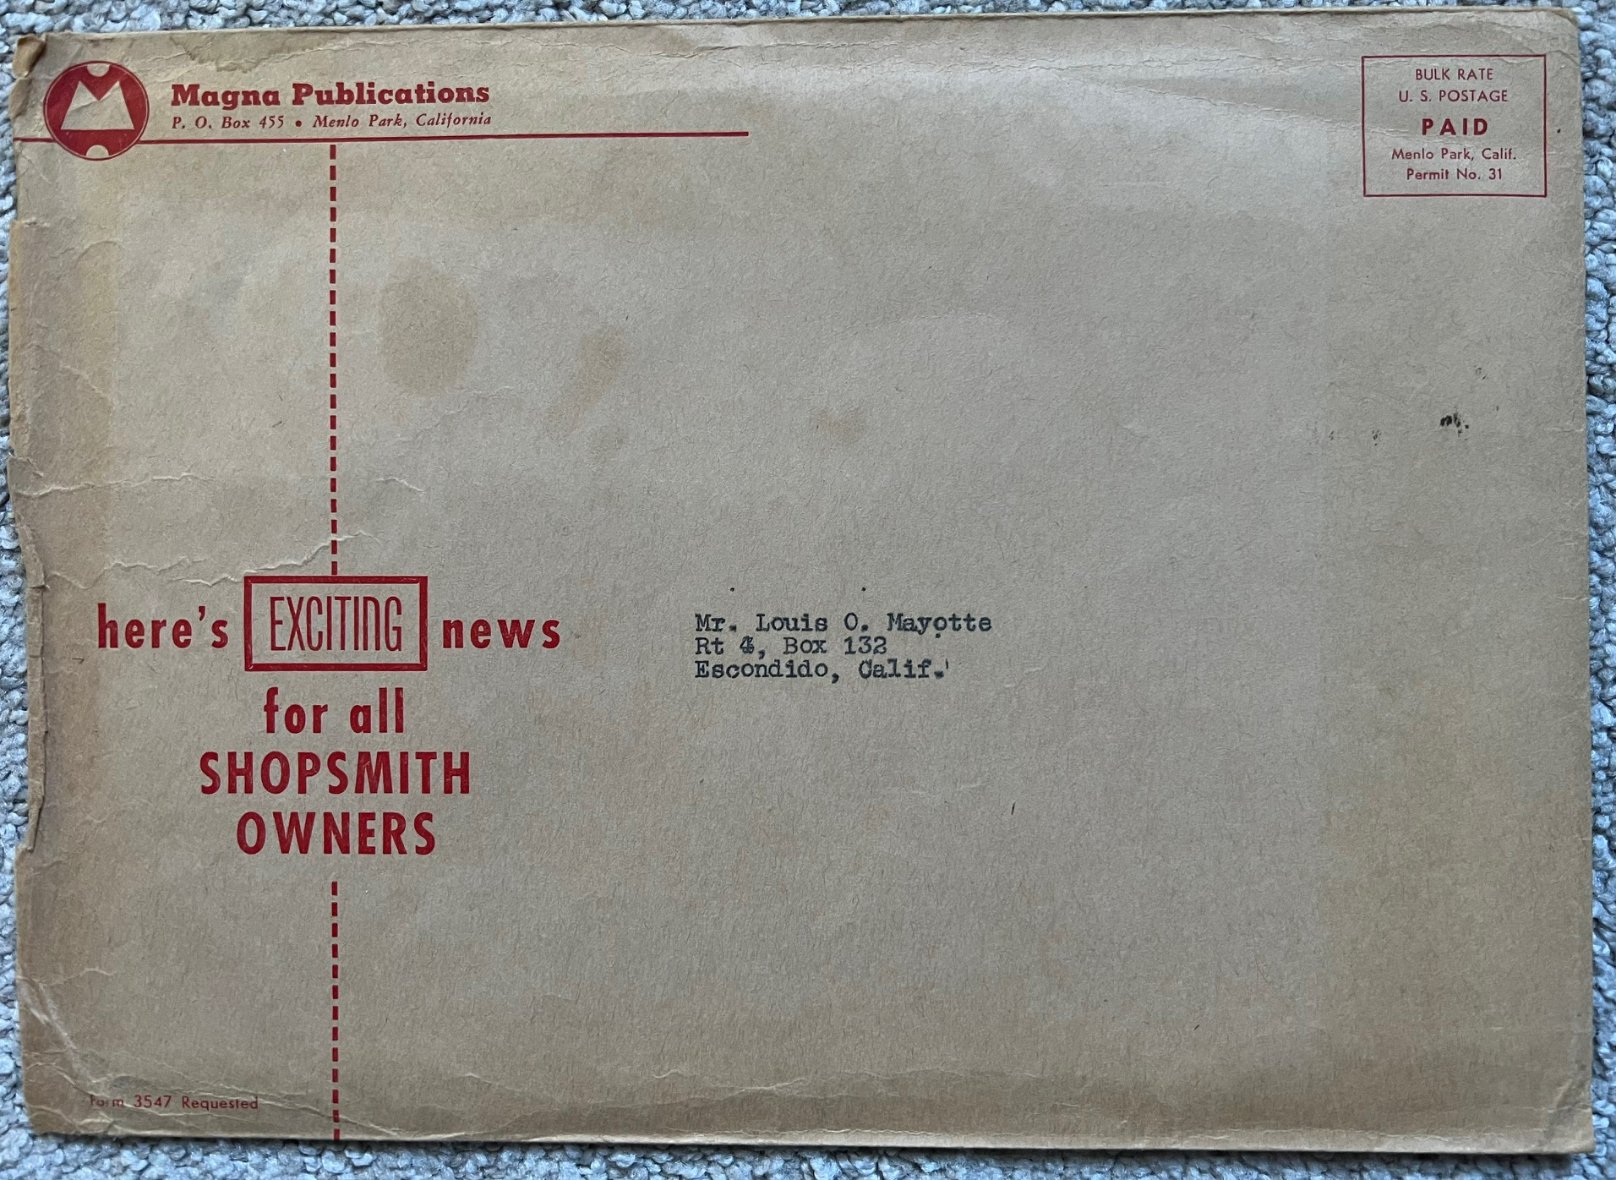 Magna Publications
P. O. Box 455 • Menlo Park, California
BULK RATE
U. S. POSTAGE
PAID
Menlo Park, Calif.
Permit No. 31
here's EXCITING news
for all
SHOPSMITH
OWNERS
Mr. Louis O. Mayotte
Rt 4, Box 132
Escondido, Calif.
Form 3547 Requested